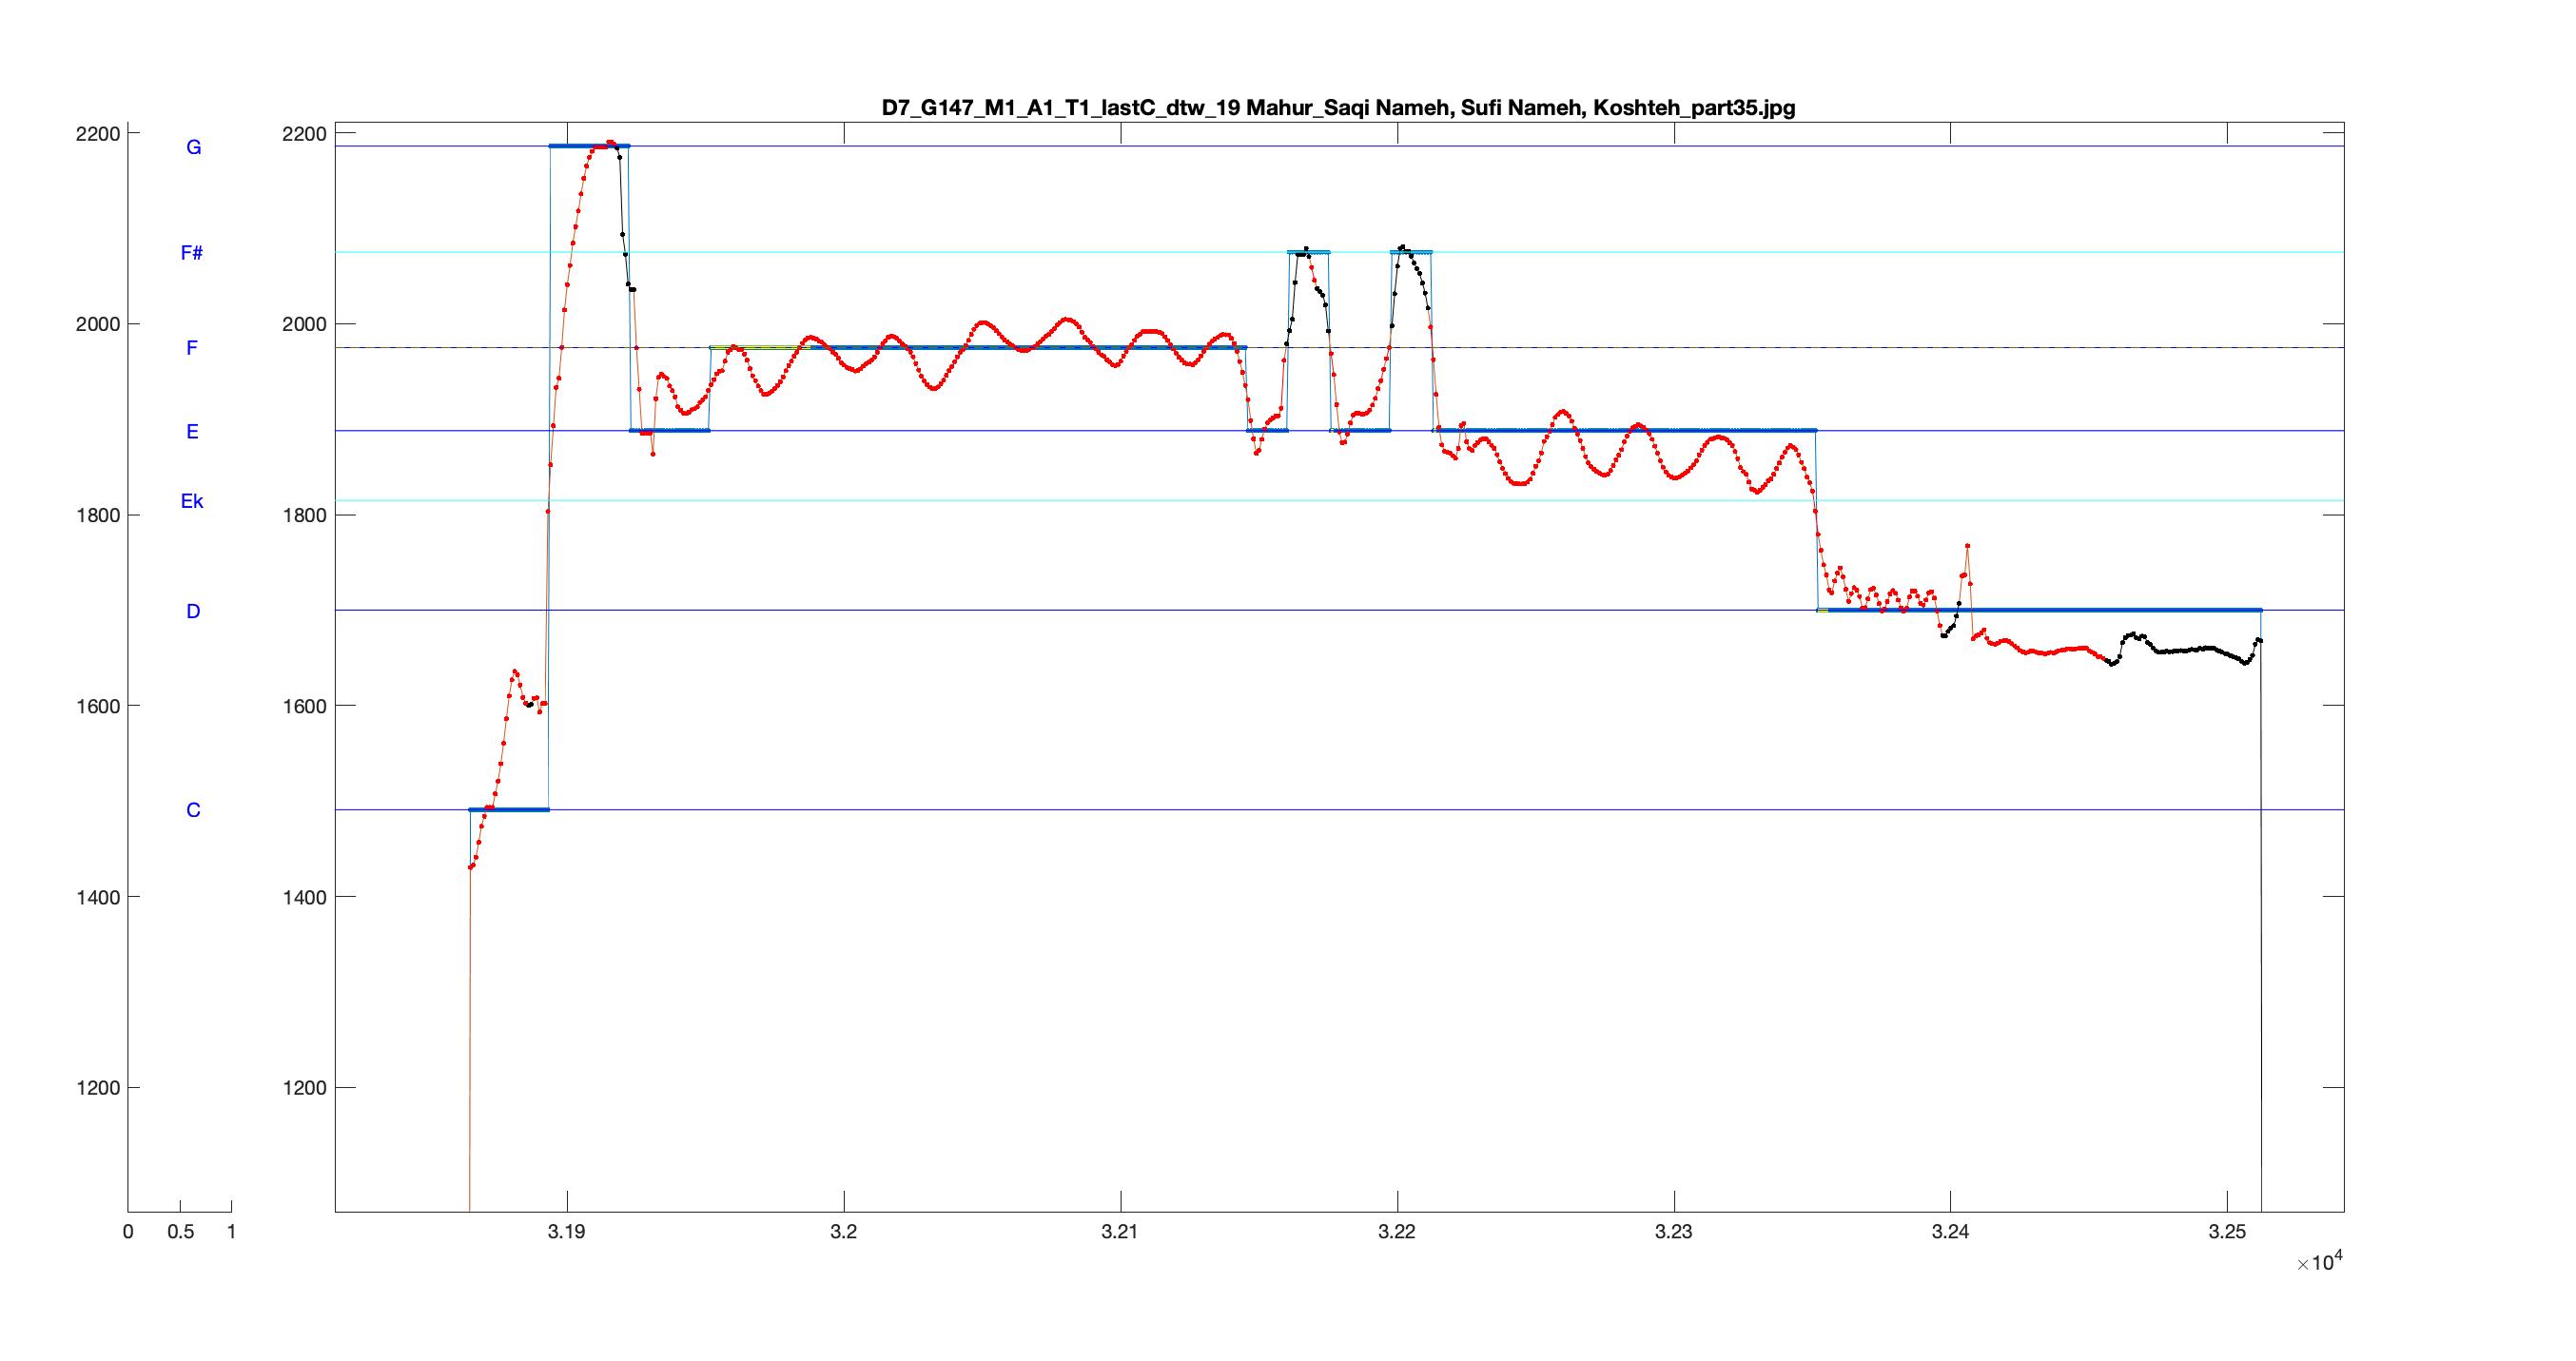 D7_G147_M1_A1_T1_lastC_dtw_19 Mahur_Saqi Nameh, Sufi Nameh, Koshteh_part35.jpg
2200 G 2200
F#
2000 2000
F
E
Ek
1800 1800
D
1600 1600
C
1400 1400
1200 1200
0 0.5 1 3.19 3.2 3.21 3.22 3.23 3.24 3.25
×10^4